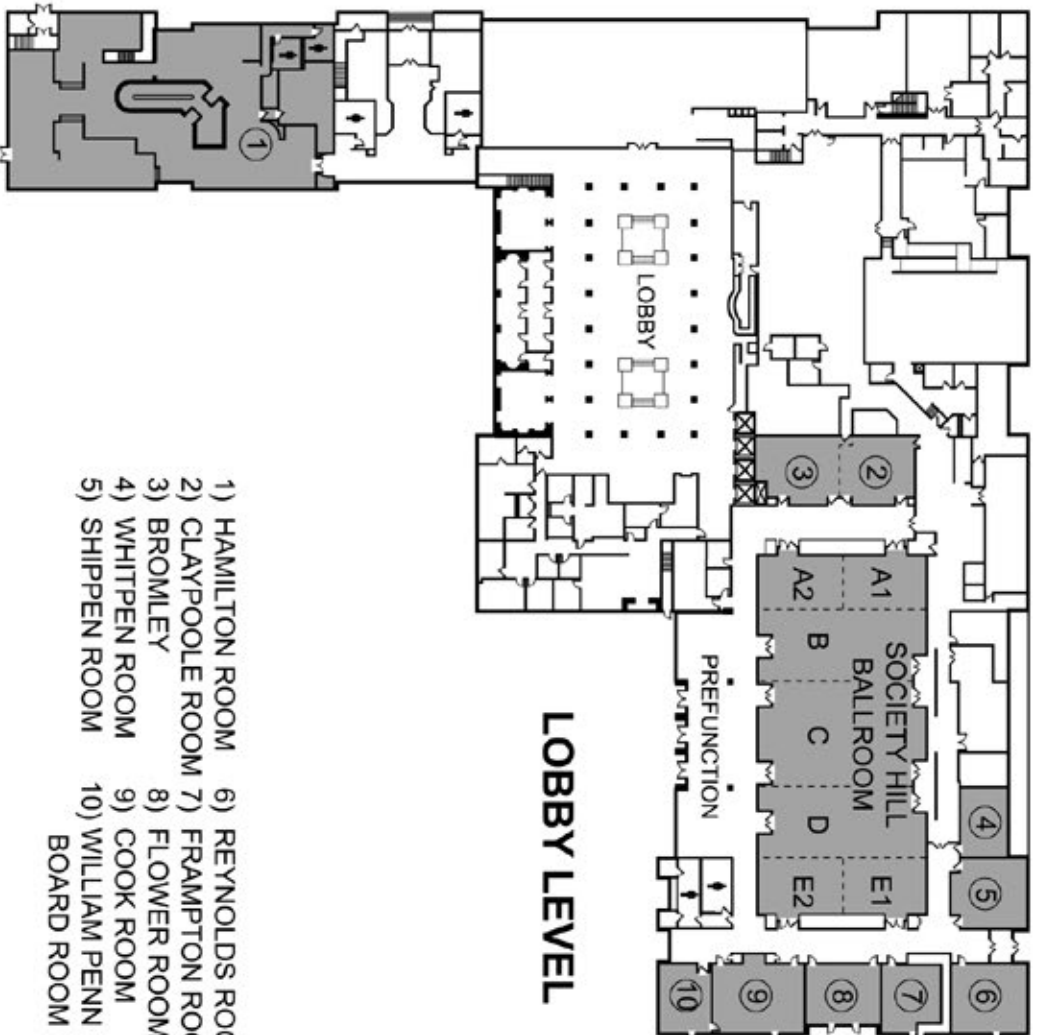 LOBBY LEVEL
LOBBY
PREFUNCTION
SOCIETY HILL
BALLROOM
A1
A2
B
C
D
E1
E2
1
2
3
4
5
6
7
8
9
10
1) HAMILTON ROOM
2) CLAYPOOLE ROOM
3) BROMLEY
4) WHITPEN ROOM
5) SHIPPEN ROOM
6) REYNOLDS ROO
7) FRAMPTON ROO
8) FLOWER ROOM
9) COOK ROOM
10) WILLIAM PENN
BOARD ROOM